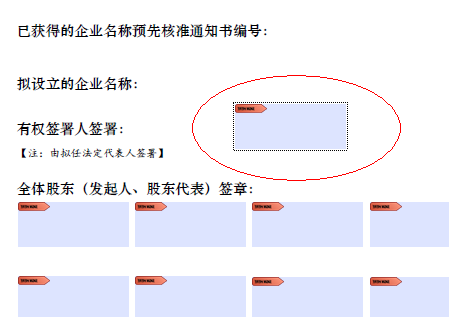 已获得的企业名称预先核准通知书编号：
拟设立的企业名称：
有权签署人签署：
【注：由拟任法定代表人签署】
全体股东（发起人、股东代表）签章：